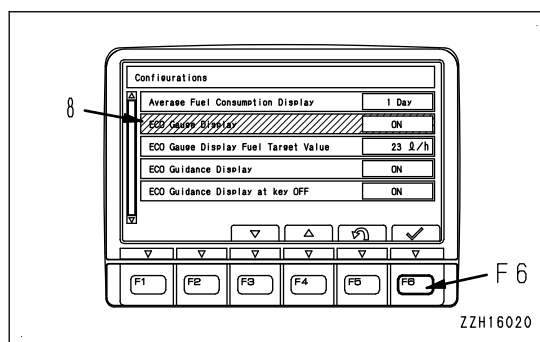 Configurations
8
Average Fuel Consumption Display 1 Day
ECO Gauge Display ON
ECO Gauge Display Fuel Target Value 23 ℓ/h
ECO Guidance Display ON
ECO Guidance Display at key OFF ON
F1 F2 F3 F4 F5 F6
F6
ZZH16020